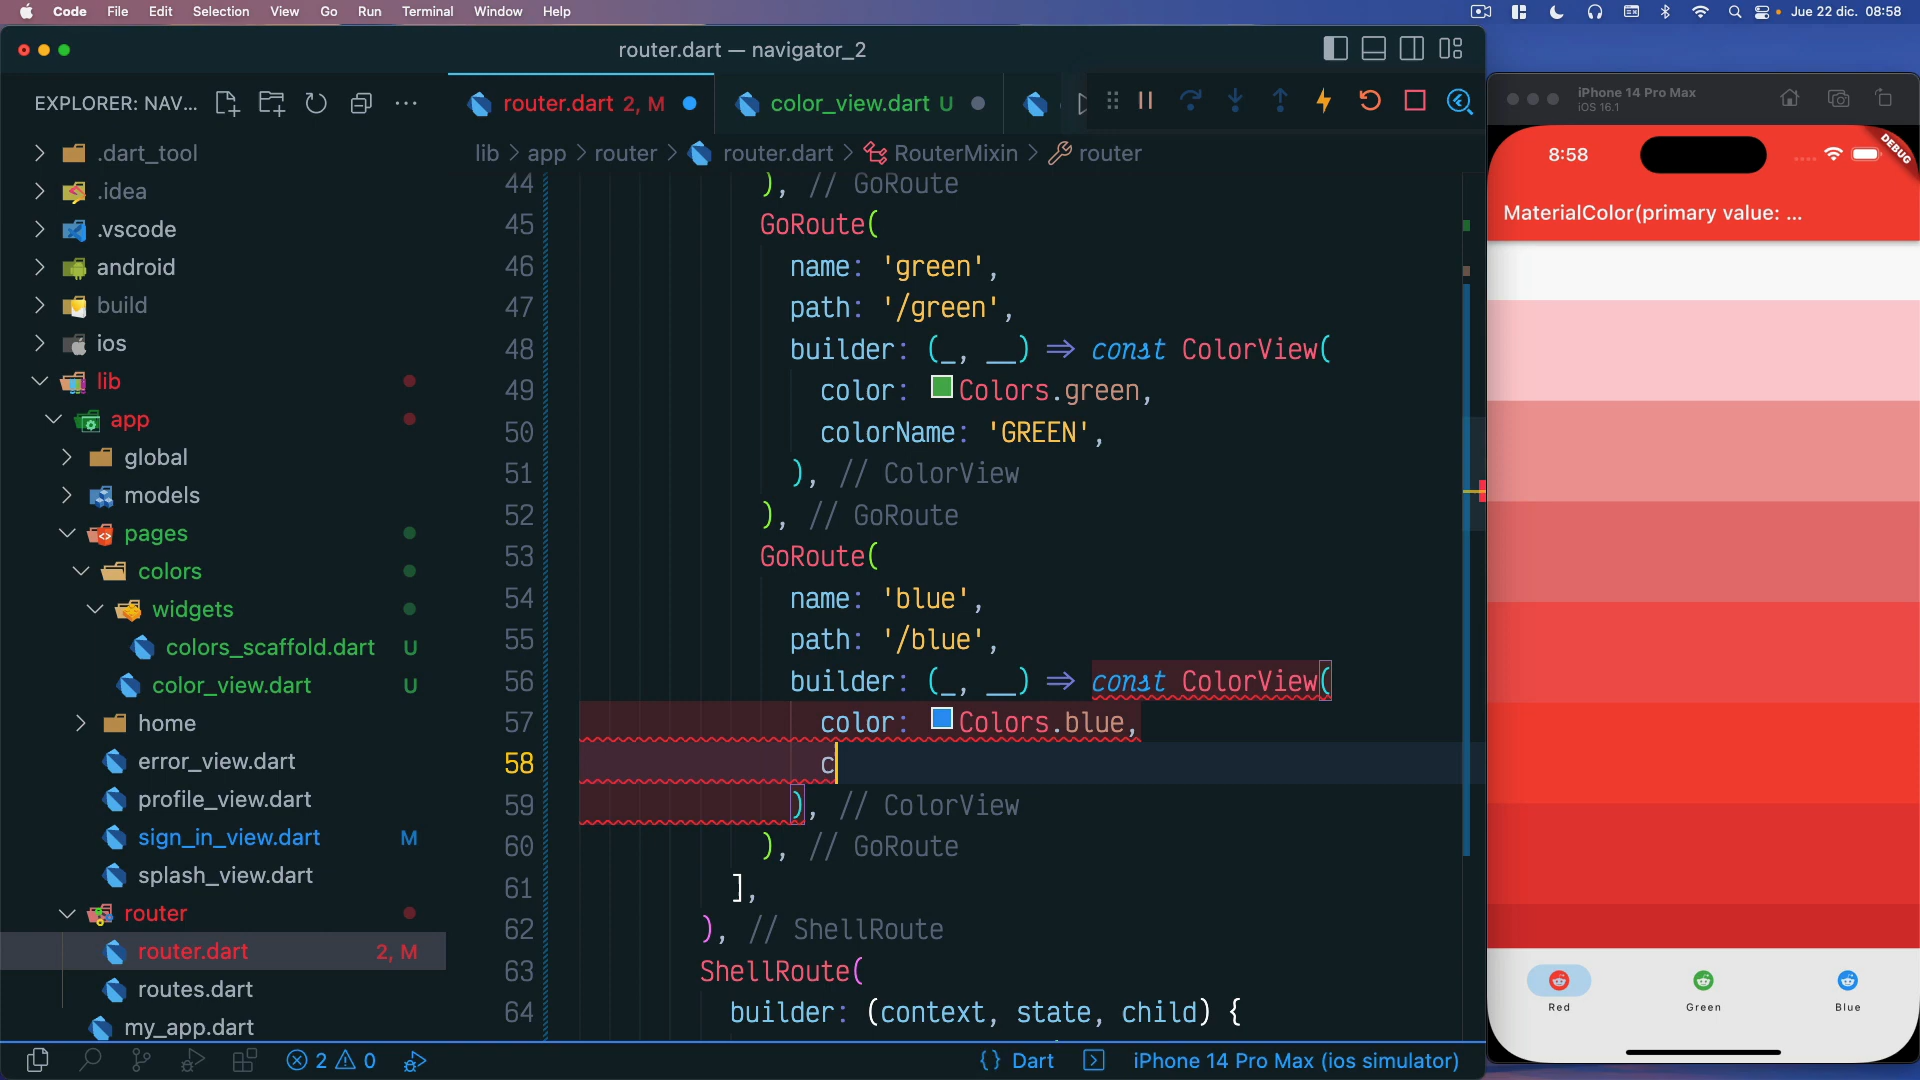 Code File Edit Selection View Go Run Terminal Window Help
Jue 22 dic. 08:58
router.dart — navigator_2
EXPLORER: NAV...
router.dart 2, M
color_view.dart U
lib > app > router > router.dart > RouterMixin > router
.dart_tool
.idea
.vscode
android
build
ios
lib
app
global
models
pages
colors
widgets
colors_scaffold.dart U
color_view.dart U
home
error_view.dart
profile_view.dart
sign_in_view.dart M
splash_view.dart
router
router.dart 2, M
routes.dart
my_app.dart
44 ), // GoRoute
45 GoRoute(
46 name: 'green',
47 path: '/green',
48 builder: (_, __) => const ColorView(
49 color: Colors.green,
50 colorName: 'GREEN',
51 ), // ColorView
52 ), // GoRoute
53 GoRoute(
54 name: 'blue',
55 path: '/blue',
56 builder: (_, __) => const ColorView(
57 color: Colors.blue,
58 c
59 ), // ColorView
60 ), // GoRoute
61 ],
62 ), // ShellRoute
63 ShellRoute(
64 builder: (context, state, child) {
2 0
{} Dart
iPhone 14 Pro Max (ios simulator)
iPhone 14 Pro Max
iOS 16.1
8:58
DEBUG
MaterialColor(primary value: ...
Red
Green
Blue